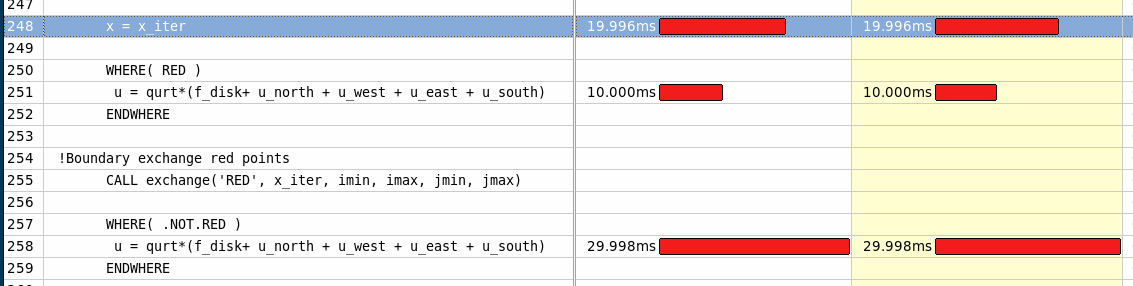 247
248 x = x_iter 19.996ms 19.996ms
249
250 WHERE( RED )
251 u = qurt*(f_disk+ u_north + u_west + u_east + u_south) 10.000ms 10.000ms
252 ENDWHERE
253
254 !Boundary exchange red points
255 CALL exchange('RED', x_iter, imin, imax, jmin, jmax)
256
257 WHERE( .NOT.RED )
258 u = qurt*(f_disk+ u_north + u_west + u_east + u_south) 29.998ms 29.998ms
259 ENDWHERE